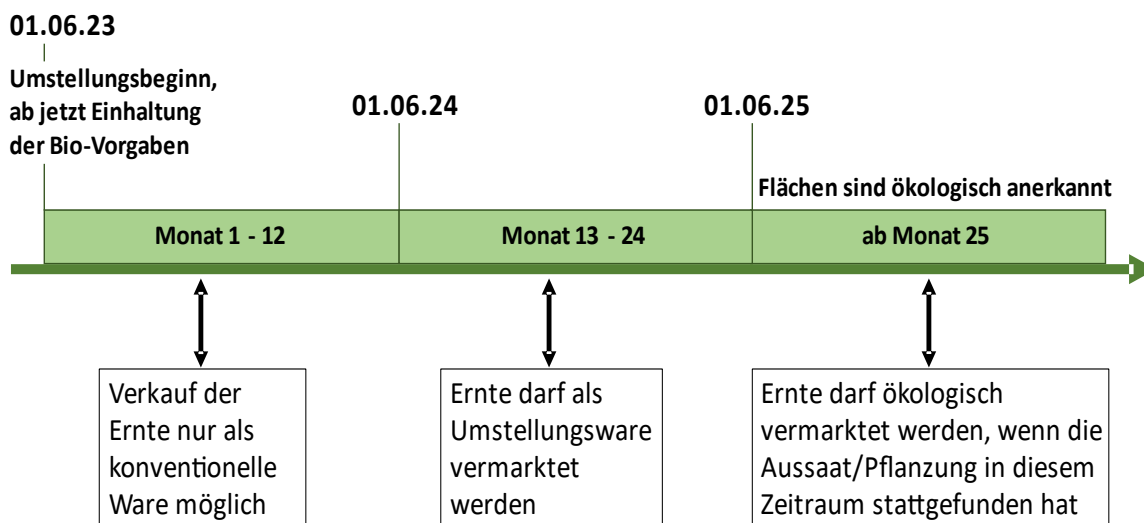 01.06.23
Umstellungsbeginn,
ab jetzt Einhaltung
der Bio-Vorgaben
01.06.24
01.06.25
Flächen sind ökologisch anerkannt
Monat 1 - 12
Monat 13 - 24
ab Monat 25
Verkauf der
Ernte nur als
konventionelle
Ware möglich
Ernte darf als
Umstellungsware
vermarktet
werden
Ernte darf ökologisch
vermarktet werden, wenn die
Aussaat/Pflanzung in diesem
Zeitraum stattgefunden hat